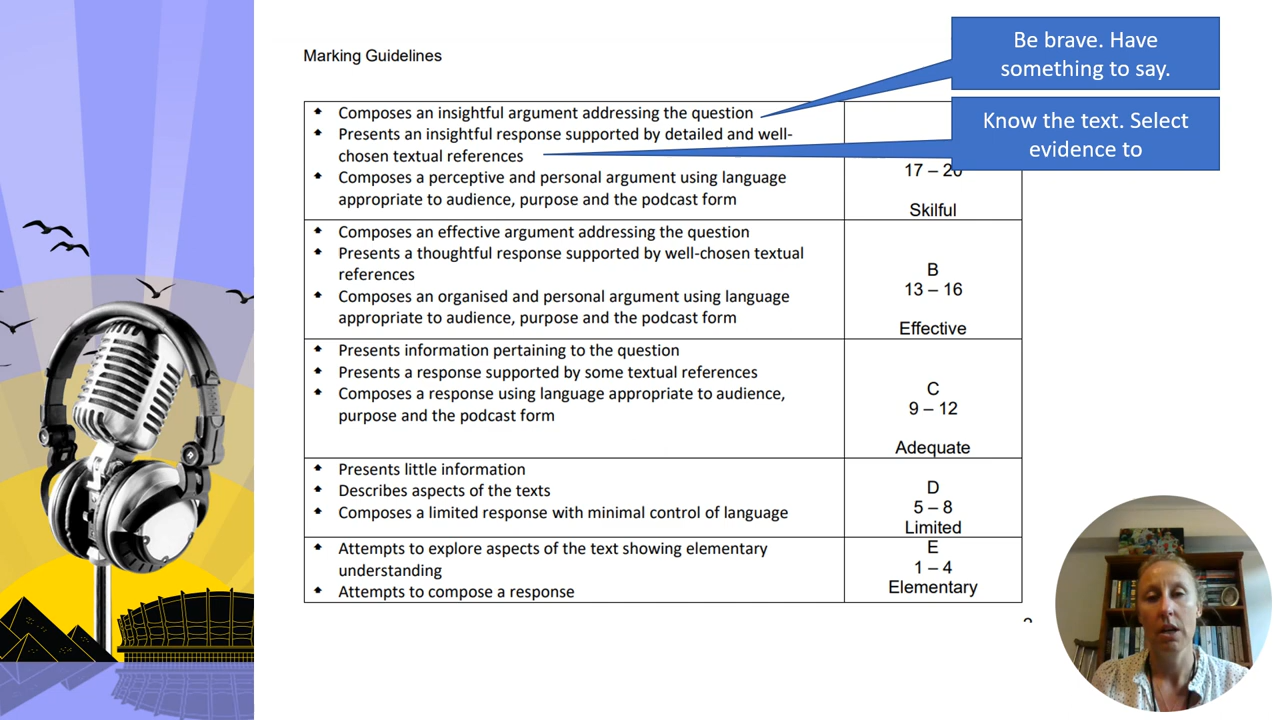 Marking Guidelines
Be brave. Have
something to say.
Know the text. Select
evidence to
Composes an insightful argument addressing the question
Presents an insightful response supported by detailed and well-
chosen textual references
Composes a perceptive and personal argument using language
appropriate to audience, purpose and the podcast form
17 – 20
Skilful
Composes an effective argument addressing the question
Presents a thoughtful response supported by well-chosen textual
references
Composes an organised and personal argument using language
appropriate to audience, purpose and the podcast form
B
13 – 16
Effective
Presents information pertaining to the question
Presents a response supported by some textual references
Composes a response using language appropriate to audience,
purpose and the podcast form
C
9 – 12
Adequate
Presents little information
Describes aspects of the texts
Composes a limited response with minimal control of language
D
5 – 8
Limited
Attempts to explore aspects of the text showing elementary
understanding
Attempts to compose a response
E
1 – 4
Elementary